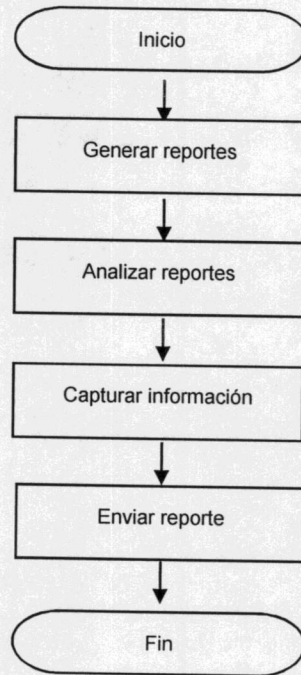 Inicio
Generar reportes
Analizar reportes
Capturar información
Enviar reporte
Fin